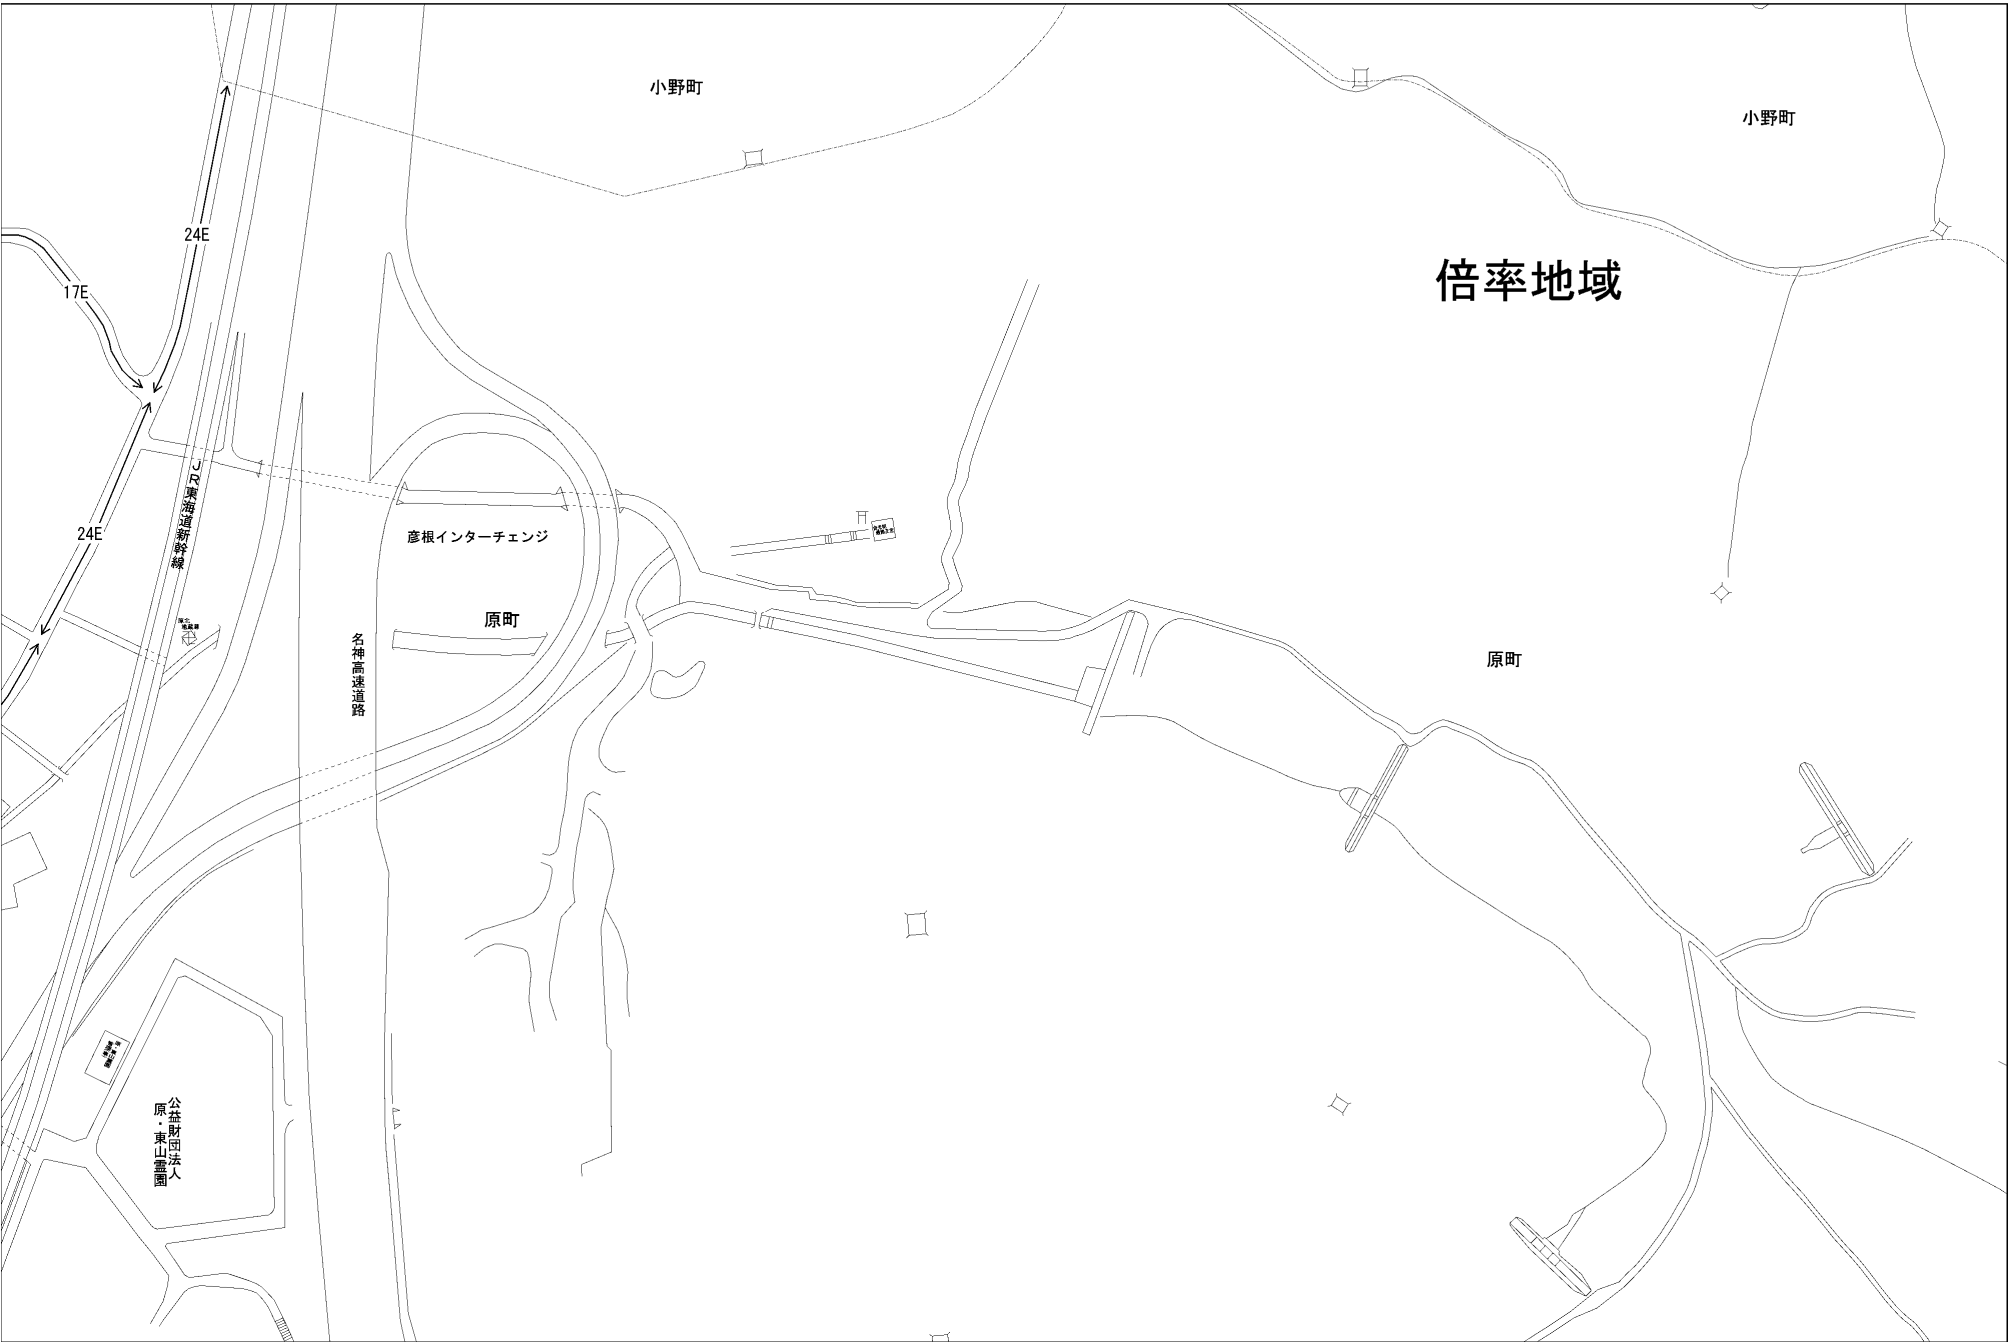 小野町
小野町
24E
倍率地域
17E
JR東海道新幹線
24E
彦根インターチェンジ
原町
名神高速道路
原町
公益財団法人
原・東山霊園